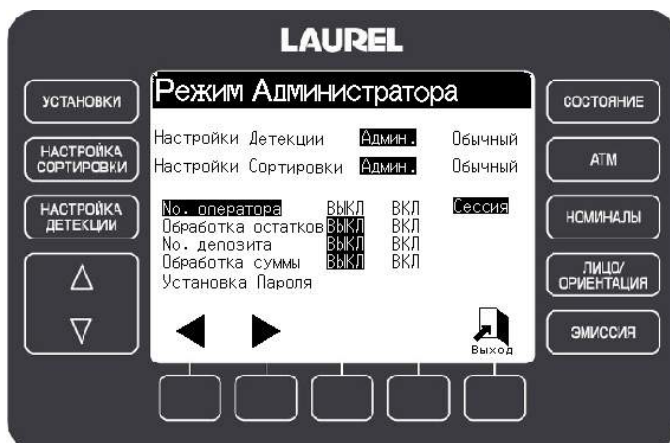 LAUREL
УСТАНОВКИ
НАСТРОЙКА
СОРТИРОВКИ
НАСТРОЙКА
ДЕТЕКЦИИ
Режим Администратора
Настройки Детекции Админ. Обычный
Настройки Сортировки Админ. Обычный
No. оператора ВЫКЛ ВКЛ Сессия
Обработка остатков ВЫКЛ ВКЛ
No. депозита ВЫКЛ ВКЛ
Обработка суммы ВЫКЛ ВКЛ
Установка Пароля
Выход
СОСТОЯНИЕ
АТМ
НОМИНАЛЫ
ЛИЦО/
ОРИЕНТАЦИЯ
ЭМИССИЯ